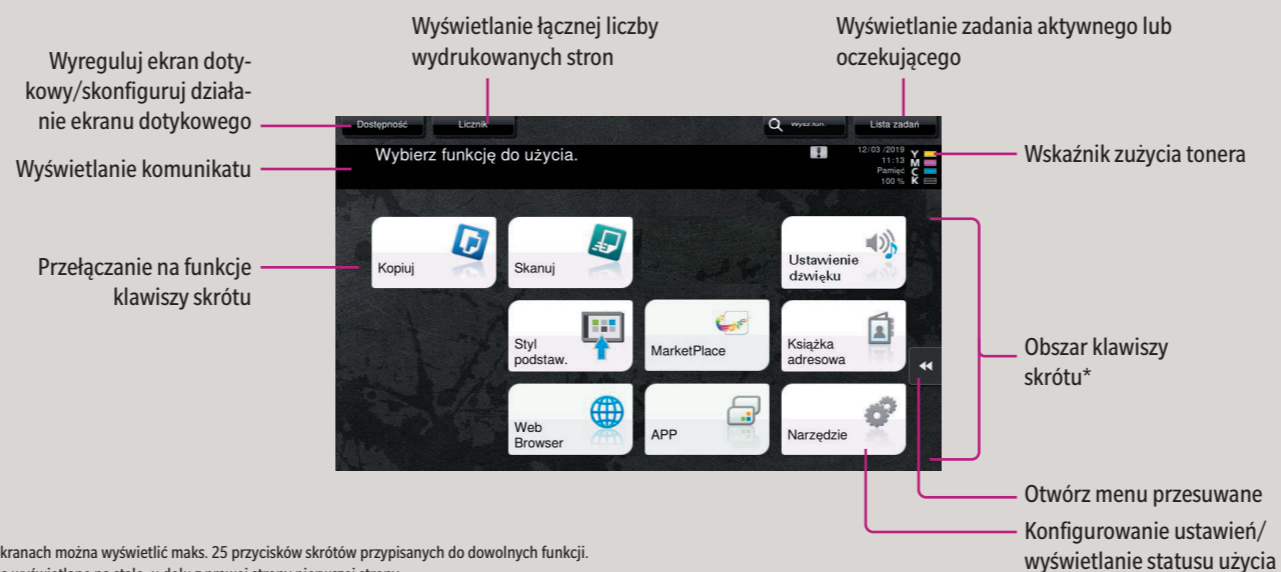 Wyświetlanie łącznej liczby
wydrukowanych stron
Wyświetlanie zadania aktywnego lub
oczekującego
Wyreguluj ekran doty-
kowy/skonfiguruj działa-
nie ekranu dotykowego
Wyświetlanie komunikatu
Przełączanie na funkcje
klawiszy skrótu
Dostępność
Licznik
Lista zadań
Wybierz funkcję do użycia.
12/03 /2019
11:13
Pamięć
100 %
Y
M
C
K
Kopiuj
Skanuj
Ustawienie
dźwięku
Styl
podstaw.
MarketPlace
Książka
adresowa
Web
Browser
APP
Narzędzie
Wskaźnik zużycia tonera
Obszar klawiszy
skrótu*
Otwórz menu przesuwane
Konfigurowanie ustawień/
wyświetlanie statusu użycia
kranach można wyświetlić maks. 25 przycisków skrótów przypisanych do dowolnych funkcji.